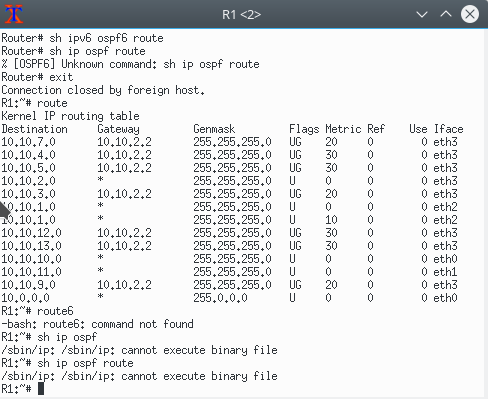 R1 <2>
Router# sh ipv6 ospf6 route
Router# sh ip ospf route
% [OSPF6] Unknown command: sh ip ospf route
Router# exit
Connection closed by foreign host.
R1:~# route
Kernel IP routing table
Destination Gateway Genmask Flags Metric Ref Use Iface
10.10.7.0 10.10.2.2 255.255.255.0 UG 20 0 0 eth3
10.10.4.0 10.10.2.2 255.255.255.0 UG 30 0 0 eth3
10.10.5.0 10.10.2.2 255.255.255.0 UG 30 0 0 eth3
10.10.2.0 * 255.255.255.0 U 0 0 0 eth3
10.10.3.0 10.10.2.2 255.255.255.0 UG 20 0 0 eth3
10.10.1.0 * 255.255.255.0 U 0 0 0 eth2
10.10.1.0 * 255.255.255.0 U 10 0 0 eth2
10.10.12.0 10.10.2.2 255.255.255.0 UG 30 0 0 eth3
10.10.13.0 10.10.2.2 255.255.255.0 UG 30 0 0 eth3
10.10.10.0 * 255.255.255.0 U 0 0 0 eth0
10.10.11.0 * 255.255.255.0 U 0 0 0 eth1
10.10.9.0 10.10.2.2 255.255.255.0 UG 20 0 0 eth3
10.0.0.0 * 255.0.0.0 U 0 0 0 eth0
R1:~# route6
-bash: route6: command not found
R1:~# sh ip ospf
/sbin/ip: /sbin/ip: cannot execute binary file
R1:~# sh ip ospf route
/sbin/ip: /sbin/ip: cannot execute binary file
R1:~#